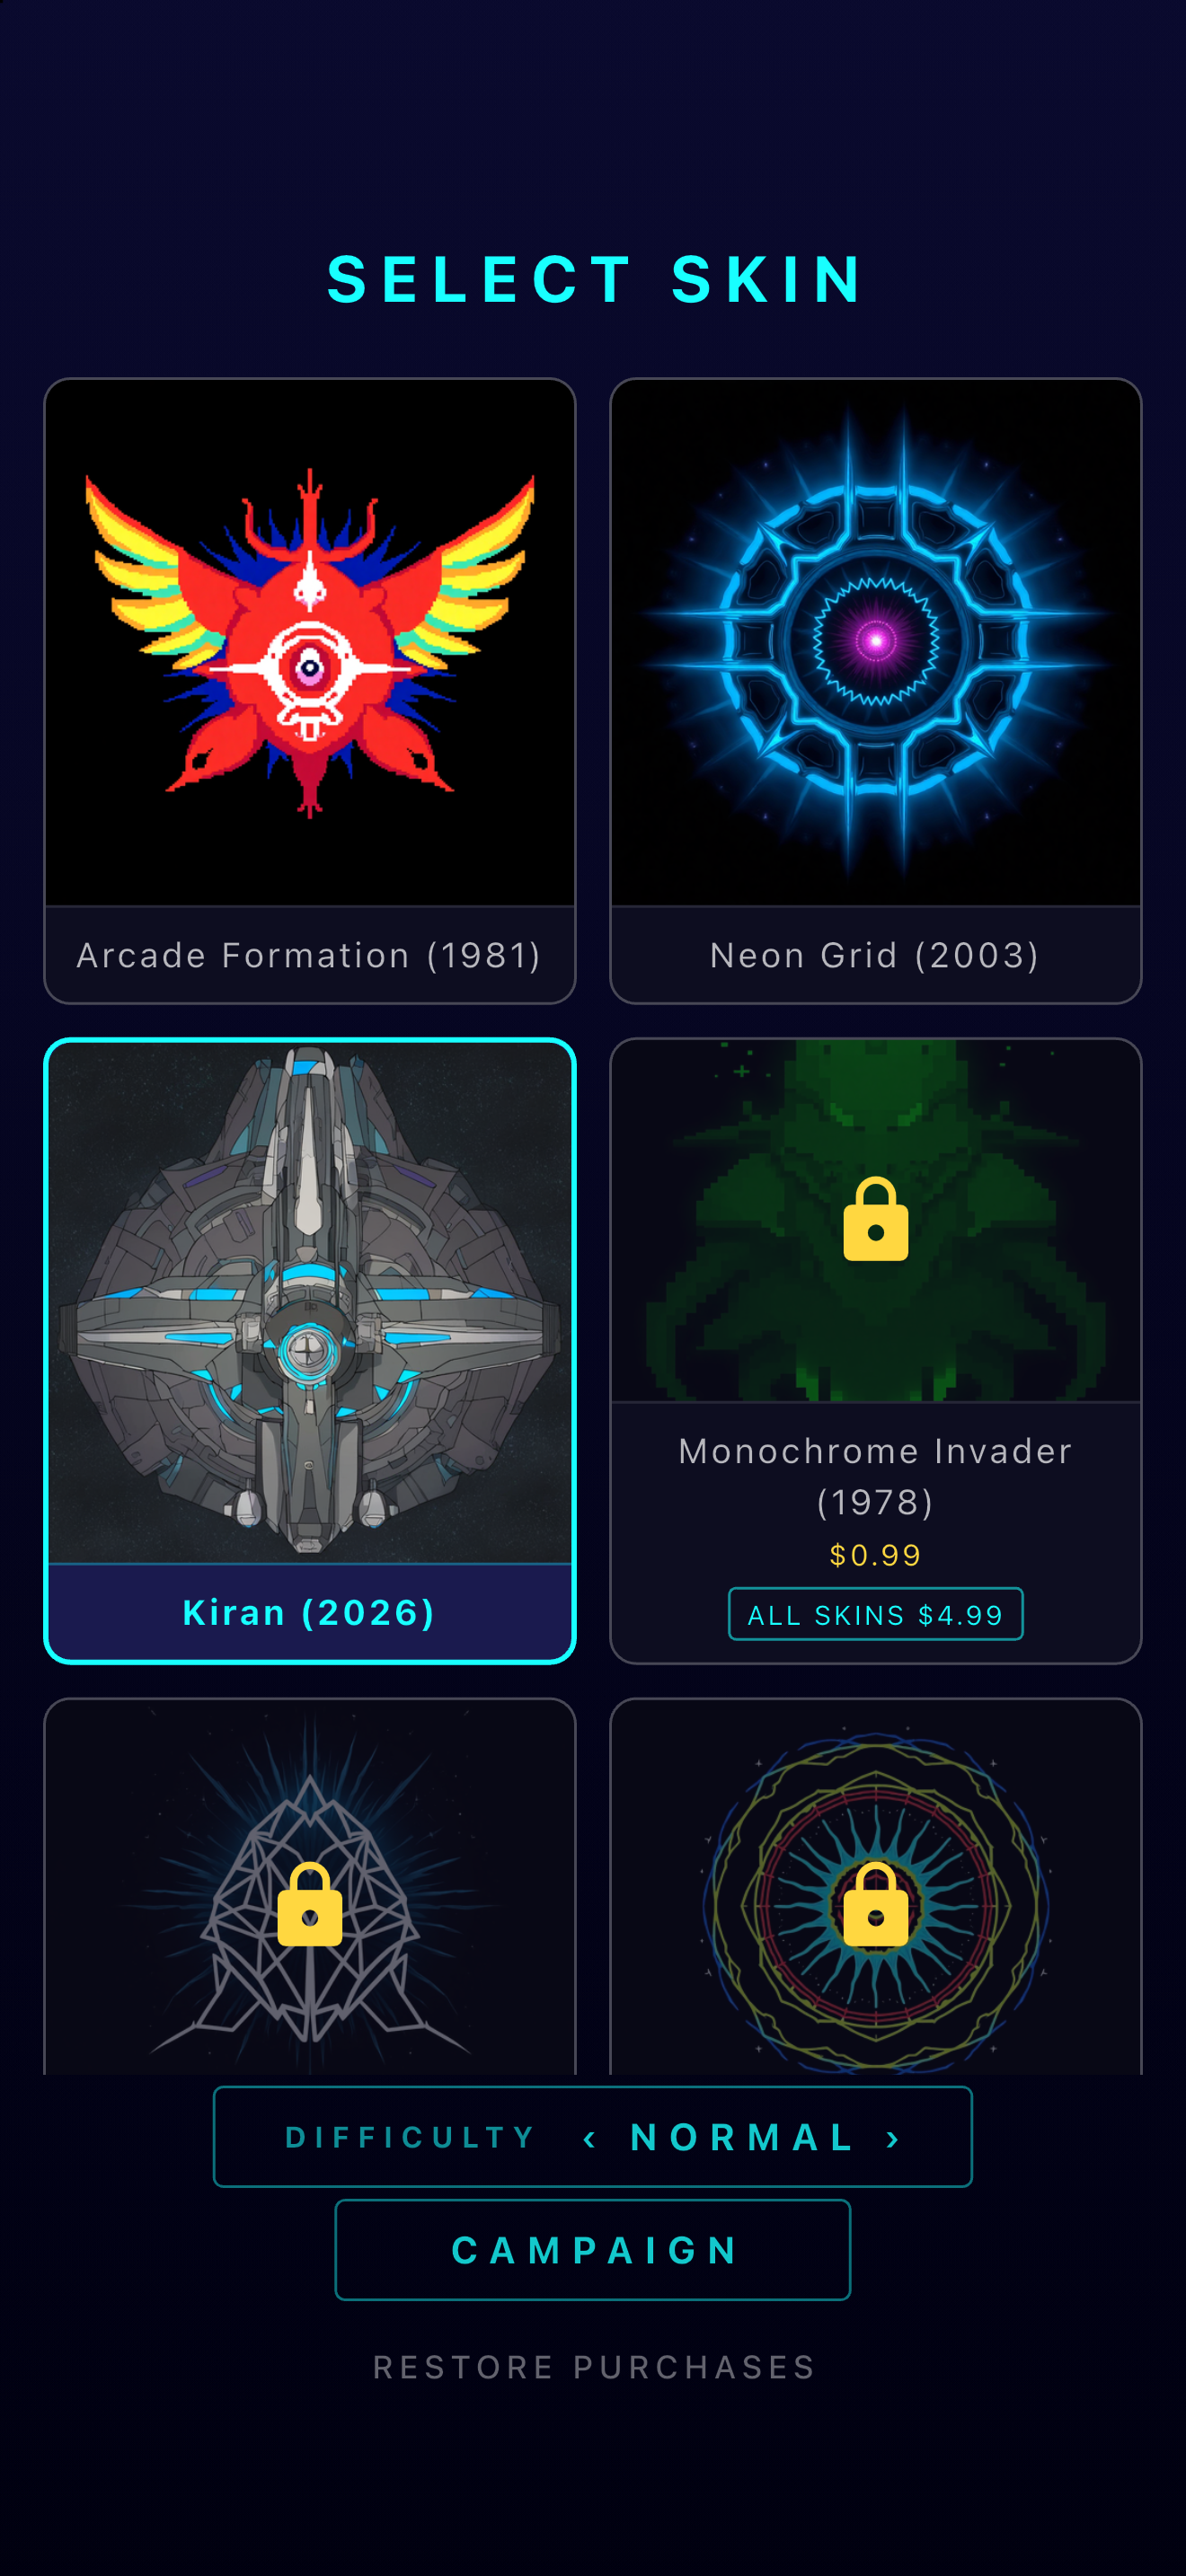 SELECT SKIN
Arcade Formation (1981)
Neon Grid (2003)
Kiran (2026)
Monochrome Invader
(1978)
$0.99
ALL SKINS $4.99
DIFFICULTY ‹ NORMAL ›
CAMPAIGN
RESTORE PURCHASES